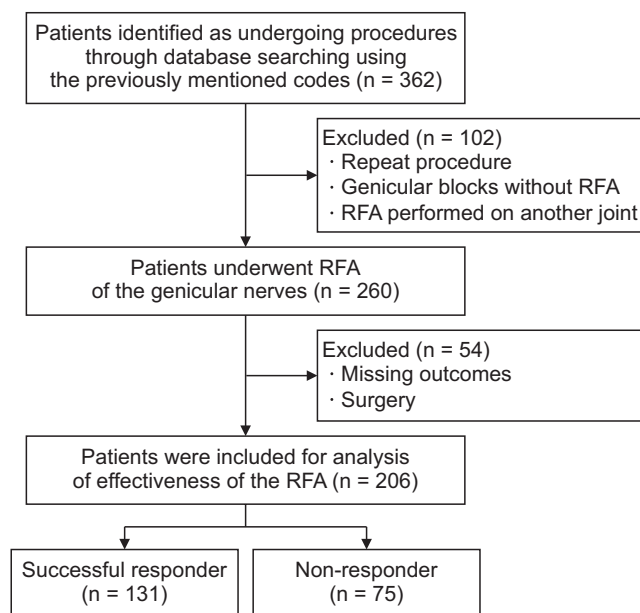 Patients identified as undergoing procedures
through database searching using
the previously mentioned codes (n = 362)
Excluded (n = 102)
· Repeat procedure
· Genicular blocks without RFA
· RFA performed on another joint
Patients underwent RFA
of the genicular nerves (n = 260)
Excluded (n = 54)
· Missing outcomes
· Surgery
Patients were included for analysis
of effectiveness of the RFA (n = 206)
Successful responder
(n = 131)
Non-responder
(n = 75)